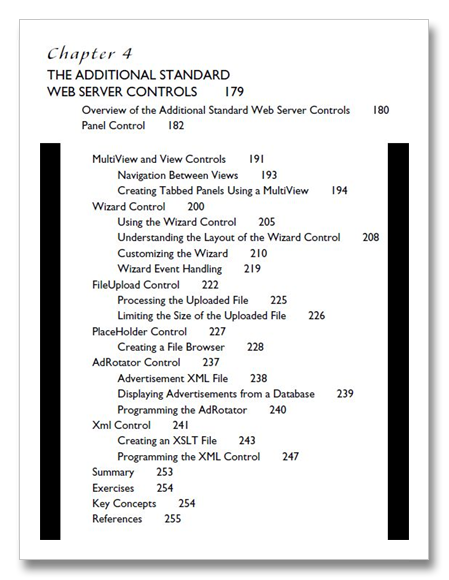 Chapter 4
THE ADDITIONAL STANDARD
WEB SERVER CONTROLS 179
Overview of the Additional Standard Web Server Controls 180
Panel Control 182
MultiView and View Controls 191
Navigation Between Views 193
Creating Tabbed Panels Using a MultiView 194
Wizard Control 200
Using the Wizard Control 205
Understanding the Layout of the Wizard Control 208
Customizing the Wizard 210
Wizard Event Handling 219
FileUpload Control 222
Processing the Uploaded File 225
Limiting the Size of the Uploaded File 226
PlaceHolder Control 227
Creating a File Browser 228
AdRotator Control 237
Advertisement XML File 238
Displaying Advertisements from a Database 239
Programming the AdRotator 240
Xml Control 241
Creating an XSLT File 243
Programming the XML Control 247
Summary 253
Exercises 254
Key Concepts 254
References 255